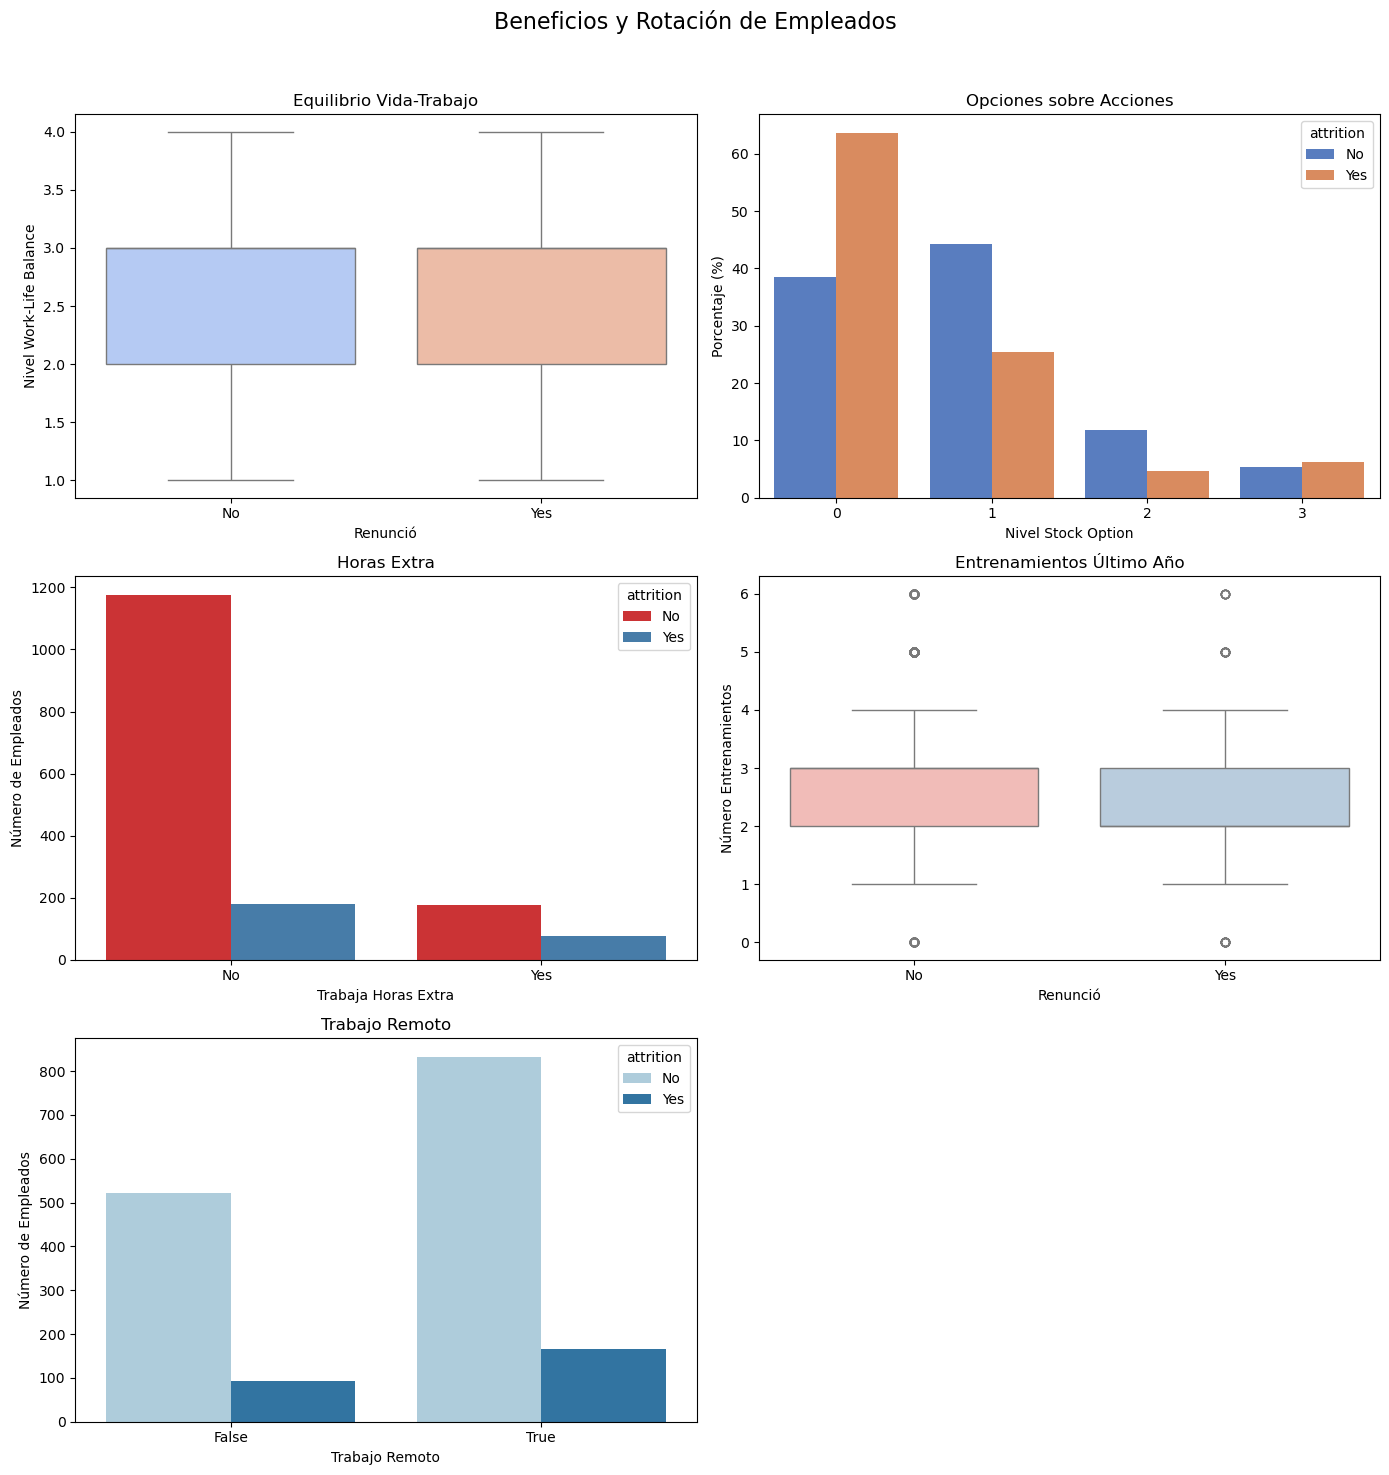 Beneficios y Rotación de Empleados
Equilibrio Vida-Trabajo
Nivel Work-Life Balance
4.0
3.5
3.0
2.5
2.0
1.5
1.0
No
Yes
Renunció
Opciones sobre Acciones
attrition
No
Yes
Porcentaje (%)
60
50
40
30
20
10
0
0
1
2
3
Nivel Stock Option
Horas Extra
attrition
No
Yes
Número de Empleados
1200
1000
800
600
400
200
0
No
Yes
Trabaja Horas Extra
Entrenamientos Último Año
Número Entrenamientos
6
5
4
3
2
1
0
No
Yes
Renunció
Trabajo Remoto
attrition
No
Yes
Número de Empleados
800
700
600
500
400
300
200
100
0
False
True
Trabajo Remoto